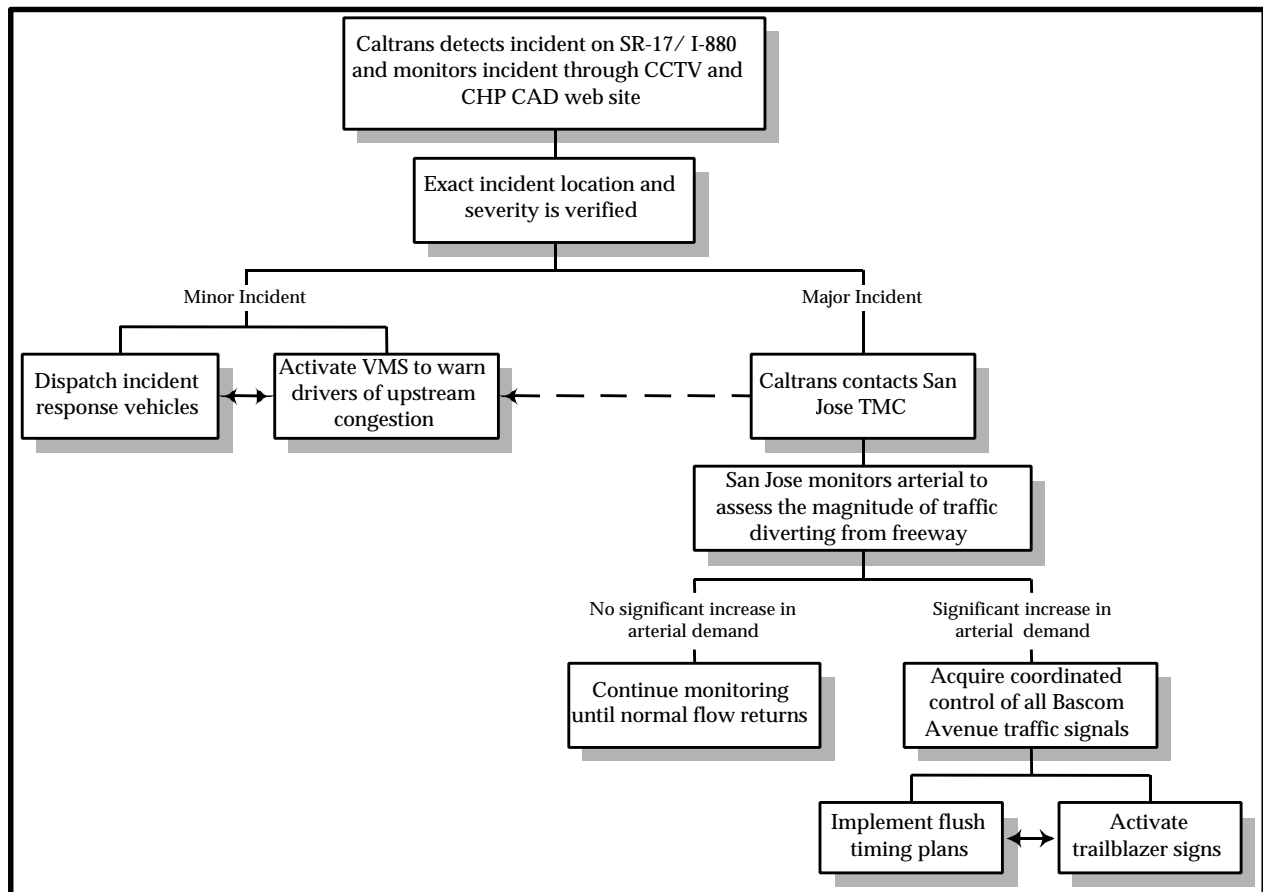 Caltrans detects incident on SR-17/ I-880
and monitors incident through CCTV and
CHP CAD web site
Exact incident location and
severity is verified
Minor Incident
Major Incident
Dispatch incident
response vehicles
Activate VMS to warn
drivers of upstream
congestion
Caltrans contacts San
Jose TMC
San Jose monitors arterial to
assess the magnitude of traffic
diverting from freeway
No significant increase in
arterial demand
Significant increase in
arterial demand
Continue monitoring
until normal flow returns
Acquire coordinated
control of all Bascom
Avenue traffic signals
Implement flush
timing plans
Activate
trailblazer signs